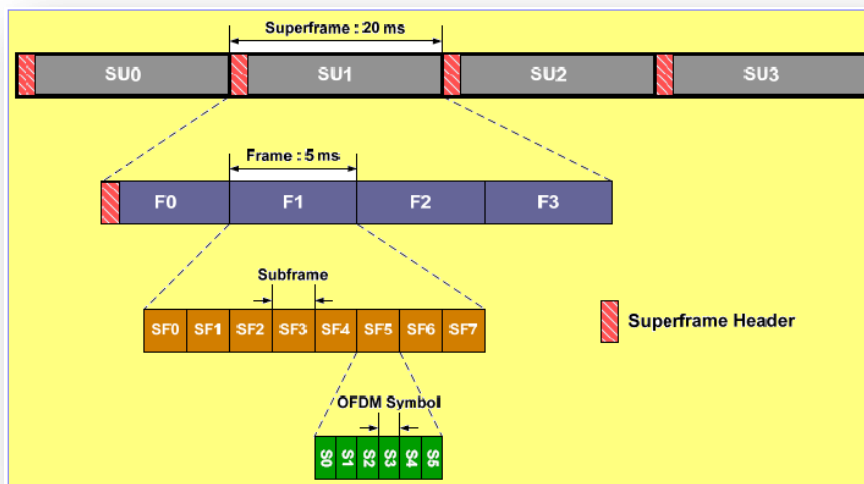 Superframe : 20 ms
SU0 SU1 SU2 SU3
Frame : 5 ms
F0 F1 F2 F3
Subframe
SF0 SF1 SF2 SF3 SF4 SF5 SF6 SF7
Superframe Header
OFDM Symbol
S0 S1 S2 S3 S4 S5